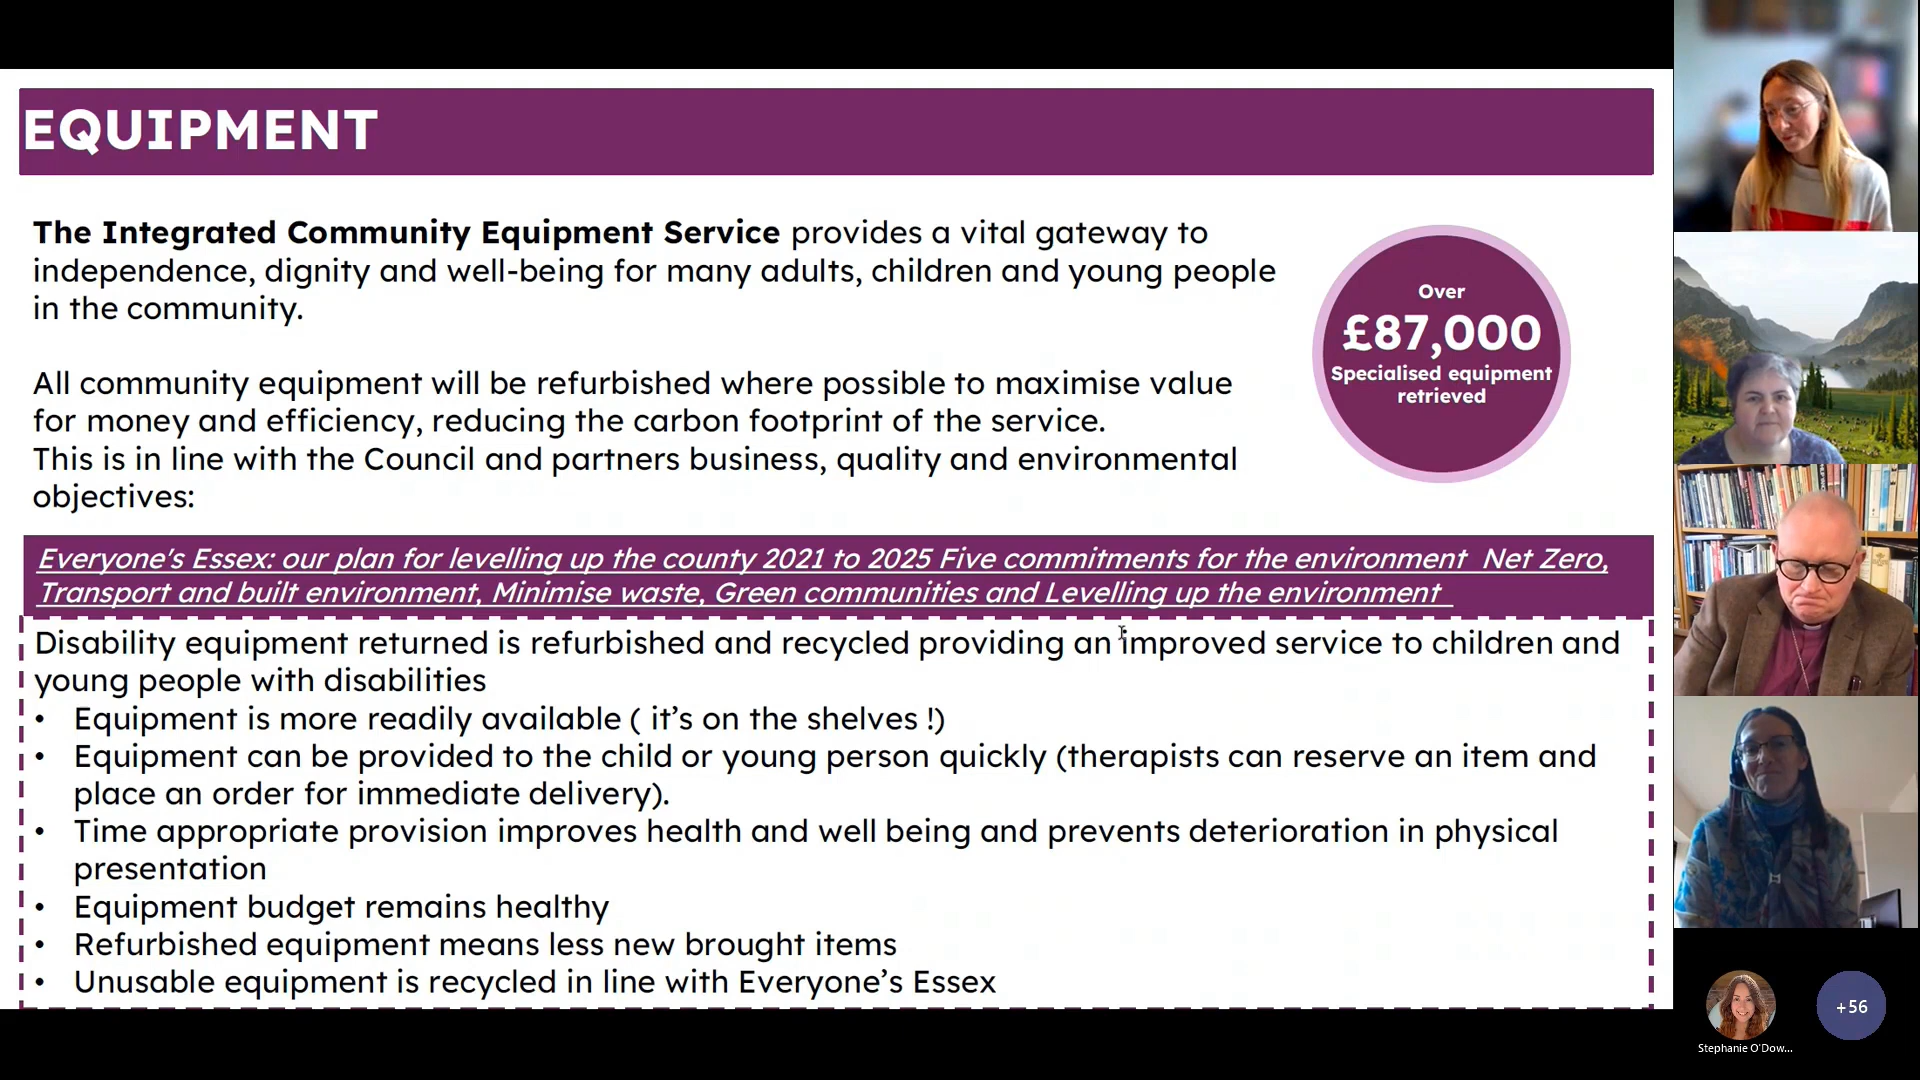 EQUIPMENT
The Integrated Community Equipment Service provides a vital gateway to
independence, dignity and well-being for many adults, children and young people
in the community.
Over
£87,000
Specialised equipment
retrieved
All community equipment will be refurbished where possible to maximise value
for money and efficiency, reducing the carbon footprint of the service.
This is in line with the Council and partners business, quality and environmental
objectives:
Everyone's Essex: our plan for levelling up the county 2021 to 2025 Five commitments for the environment Net Zero,
Transport and built environment, Minimise waste, Green communities and Levelling up the environment
Disability equipment returned is refurbished and recycled providing an improved service to children and
young people with disabilities
• Equipment is more readily available ( it's on the shelves !)
• Equipment can be provided to the child or young person quickly (therapists can reserve an item and
place an order for immediate delivery).
• Time appropriate provision improves health and well being and prevents deterioration in physical
presentation
• Equipment budget remains healthy
• Refurbished equipment means less new brought items
• Unusable equipment is recycled in line with Everyone's Essex
+56
Stephanie O'Dow...